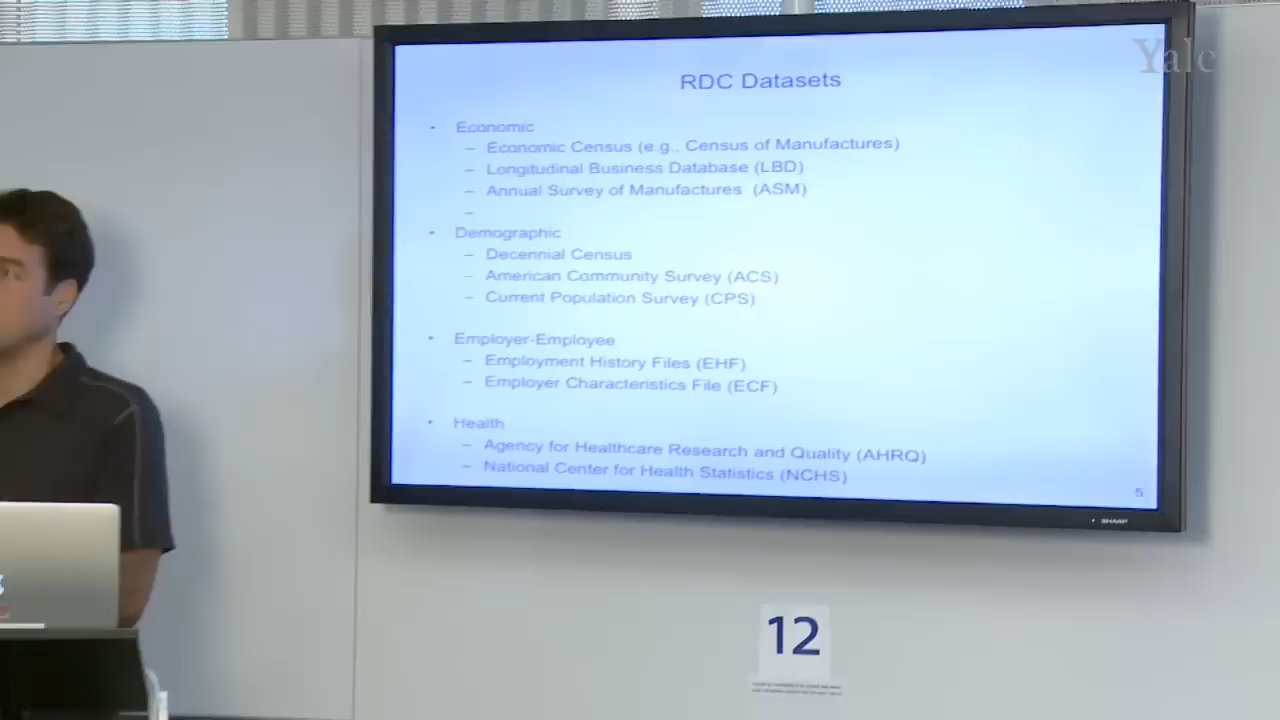 Yale
RDC Datasets
• Economic
– Economic Census (e.g., Census of Manufactures)
– Longitudinal Business Database (LBD)
– Annual Survey of Manufactures (ASM)
–
• Demographic
– Decennial Census
– American Community Survey (ACS)
– Current Population Survey (CPS)
• Employer-Employee
– Employment History Files (EHF)
– Employer Characteristics File (ECF)
• Health
– Agency for Healthcare Research and Quality (AHRQ)
– National Center for Health Statistics (NCHS)
5
SHARP
12